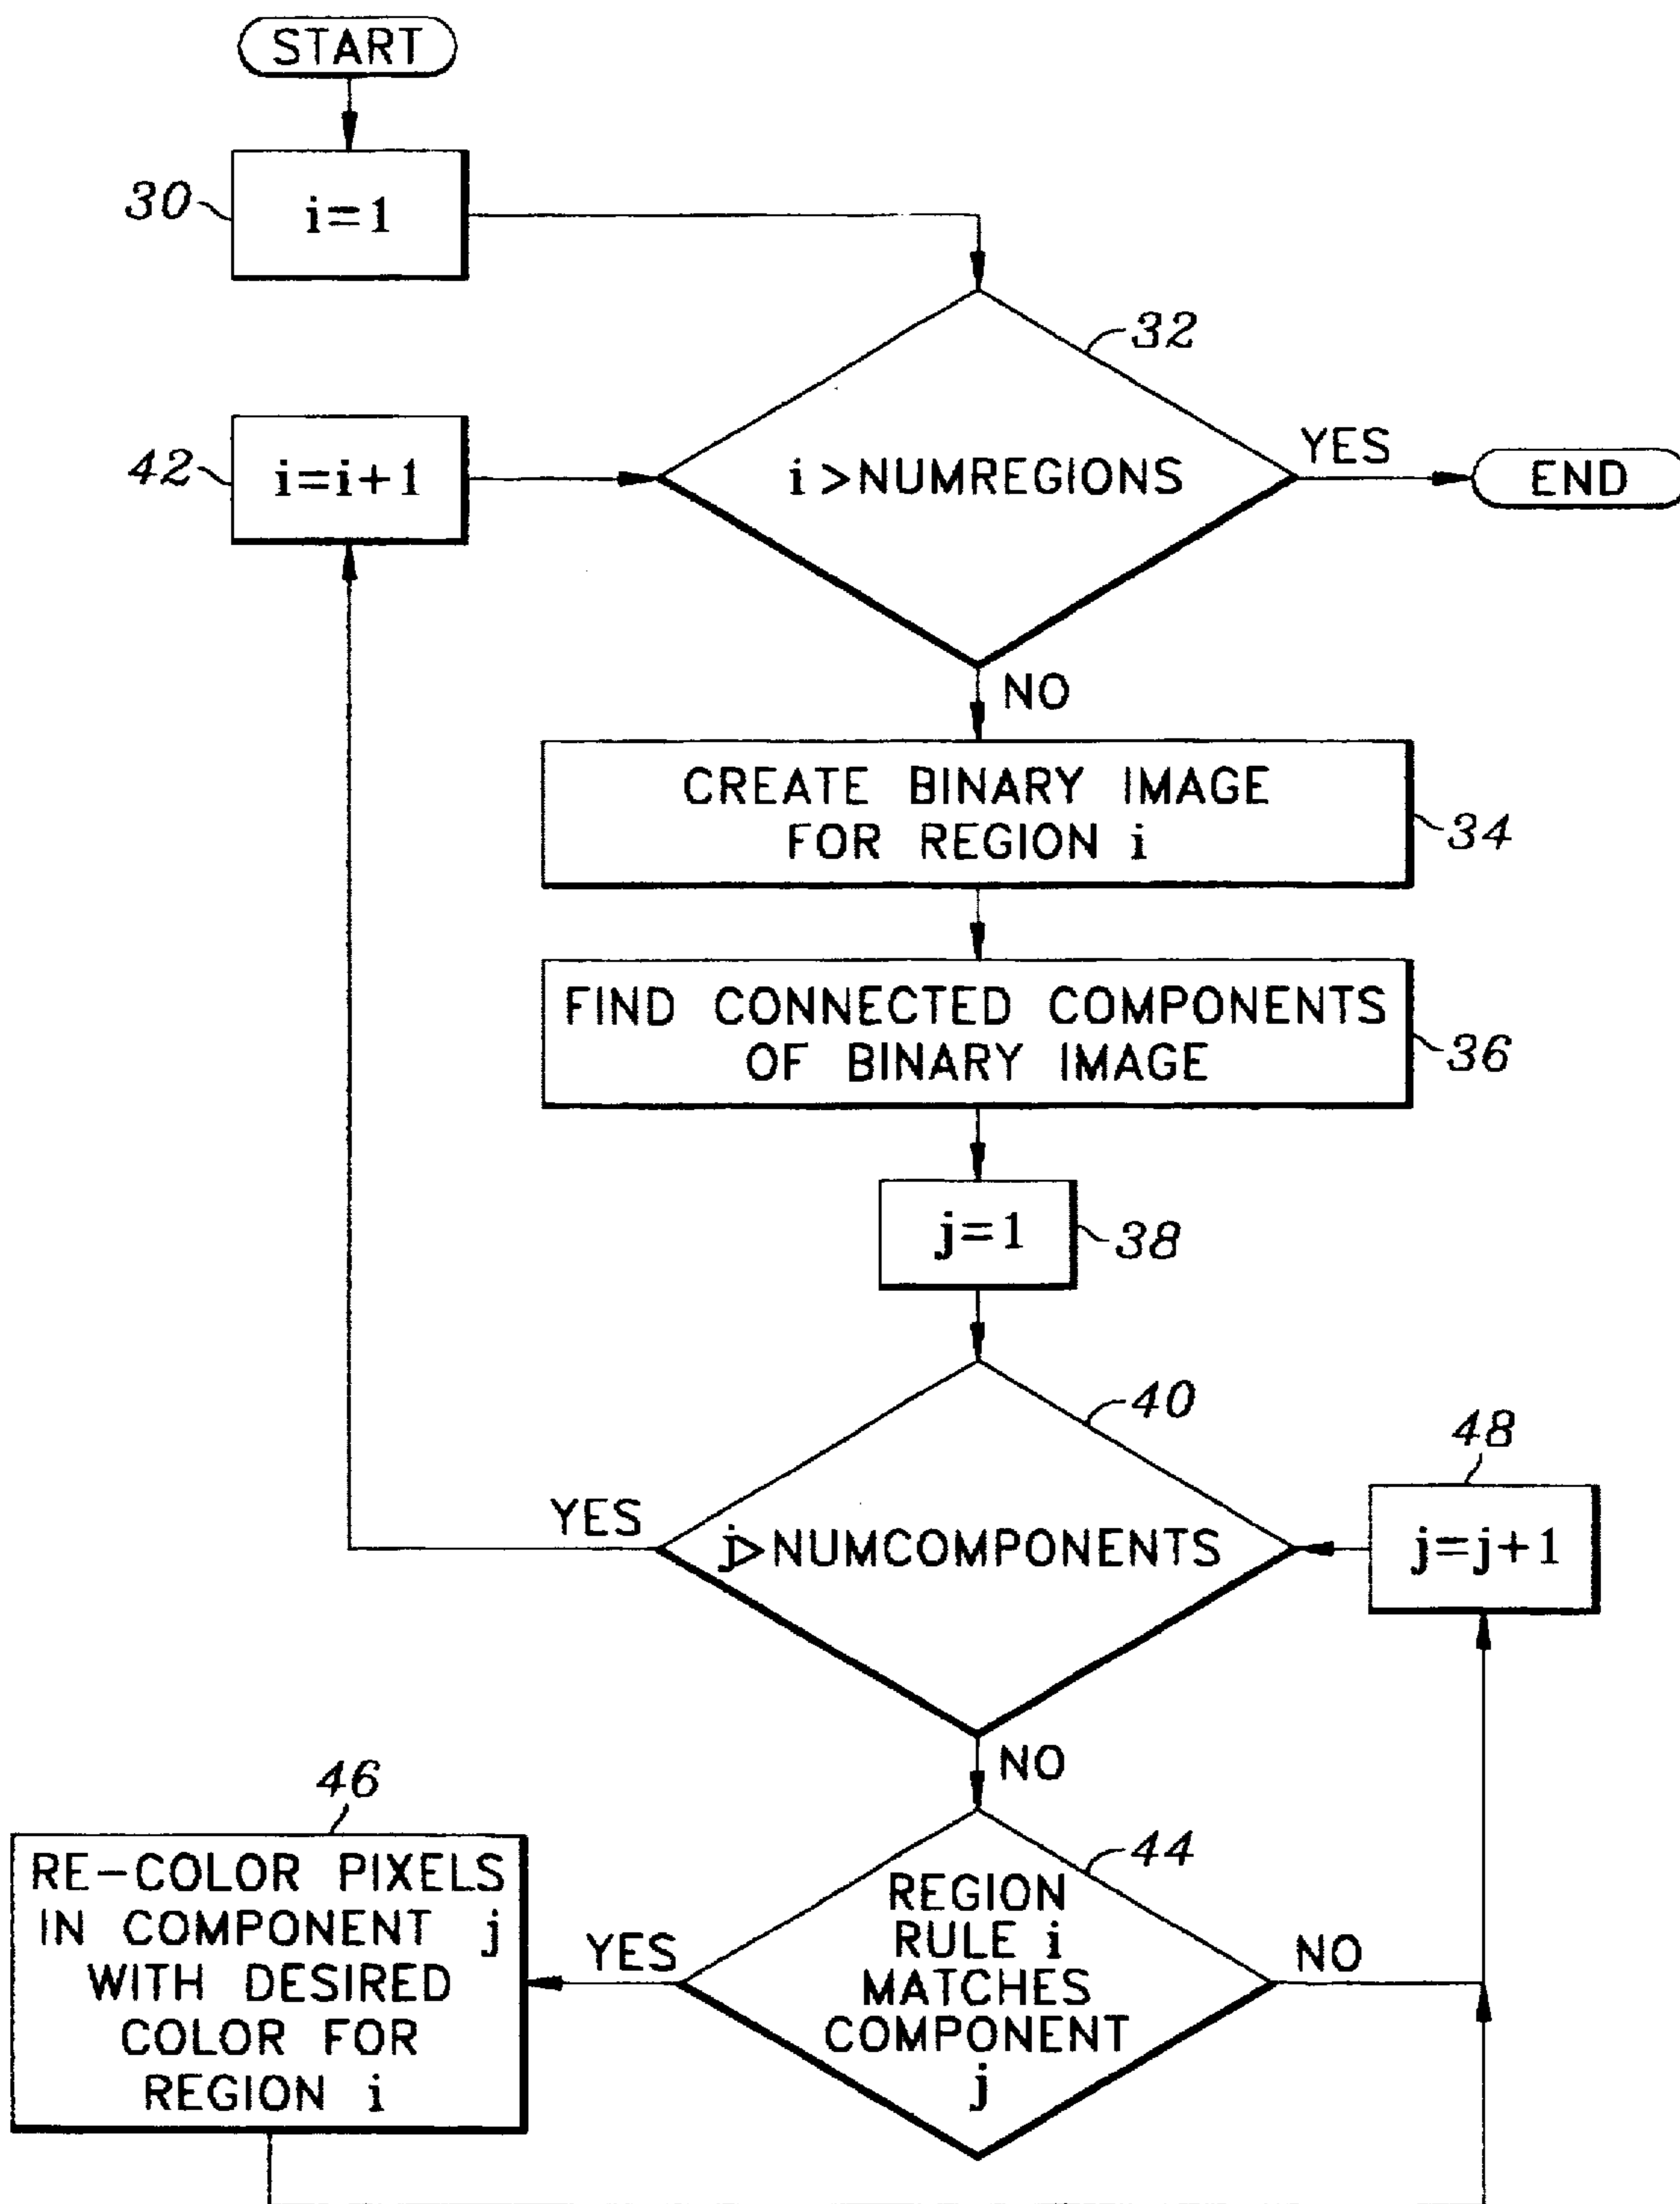 START
30
i=1
32
42
i=i+1
i>NUMREGIONS
YES
END
NO
CREATE BINARY IMAGE
FOR REGION i
34
FIND CONNECTED COMPONENTS
OF BINARY IMAGE
36
j=1
38
40
48
YES
j>NUMCOMPONENTS
j=j+1
NO
46
44
RE-COLOR PIXELS
IN COMPONENT j
WITH DESIRED
COLOR FOR
REGION i
YES
REGION
RULE i
MATCHES
COMPONENT
j
NO